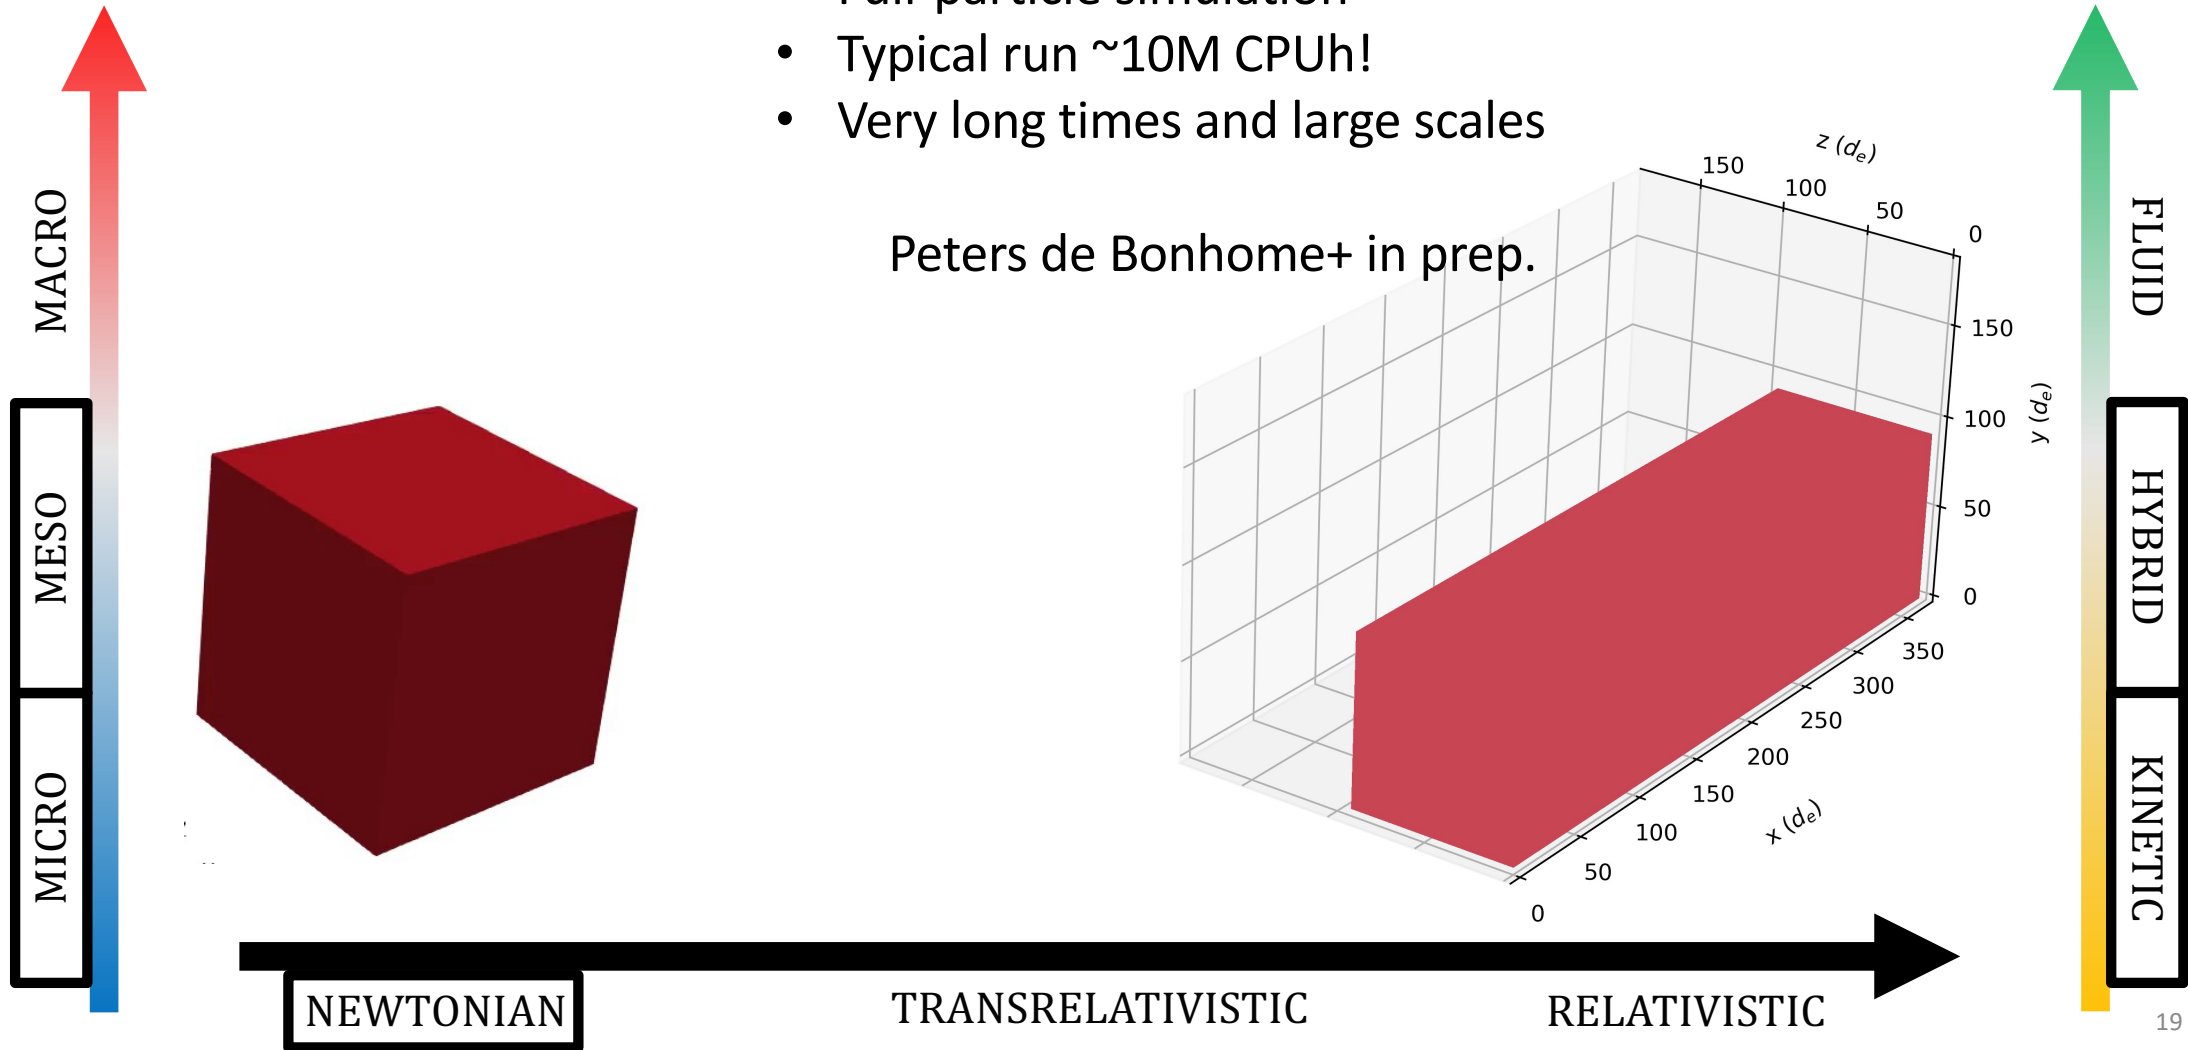 • Typical run ~10M CPUh!
• Very long times and large scales
Peters de Bonhome+ in prep.
MACRO
MESO
MICRO
z (dₑ)
150
100
50
0
150
100
50
0
y (dₑ)
350
300
250
200
150
100
50
0
x (dₑ)
FLUID
HYBRID
KINETIC
NEWTONIAN
TRANSRELATIVISTIC
RELATIVISTIC
19